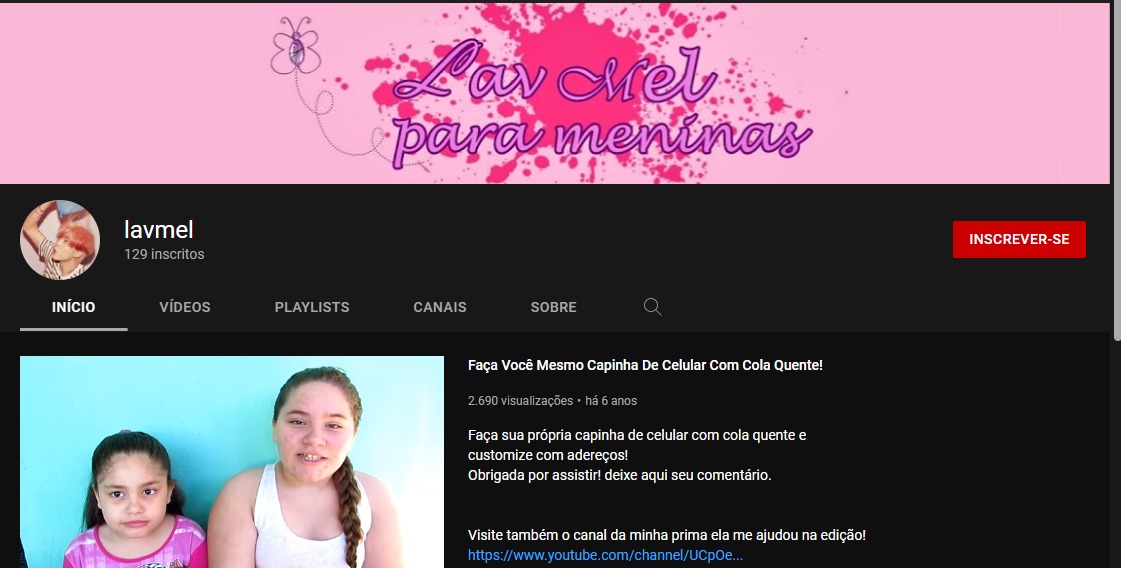 Lav Mel
para meninas
lavmel
129 inscritos
INSCREVER-SE
INÍCIO VÍDEOS PLAYLISTS CANAIS SOBRE
Faça Você Mesmo Capinha De Celular Com Cola Quente!
2.690 visualizações • há 6 anos
Faça sua própria capinha de celular com cola quente e
customize com adereços!
Obrigada por assistir! deixe aqui seu comentário.
Visite também o canal da minha prima ela me ajudou na edição!
https://www.youtube.com/channel/UCpOe...